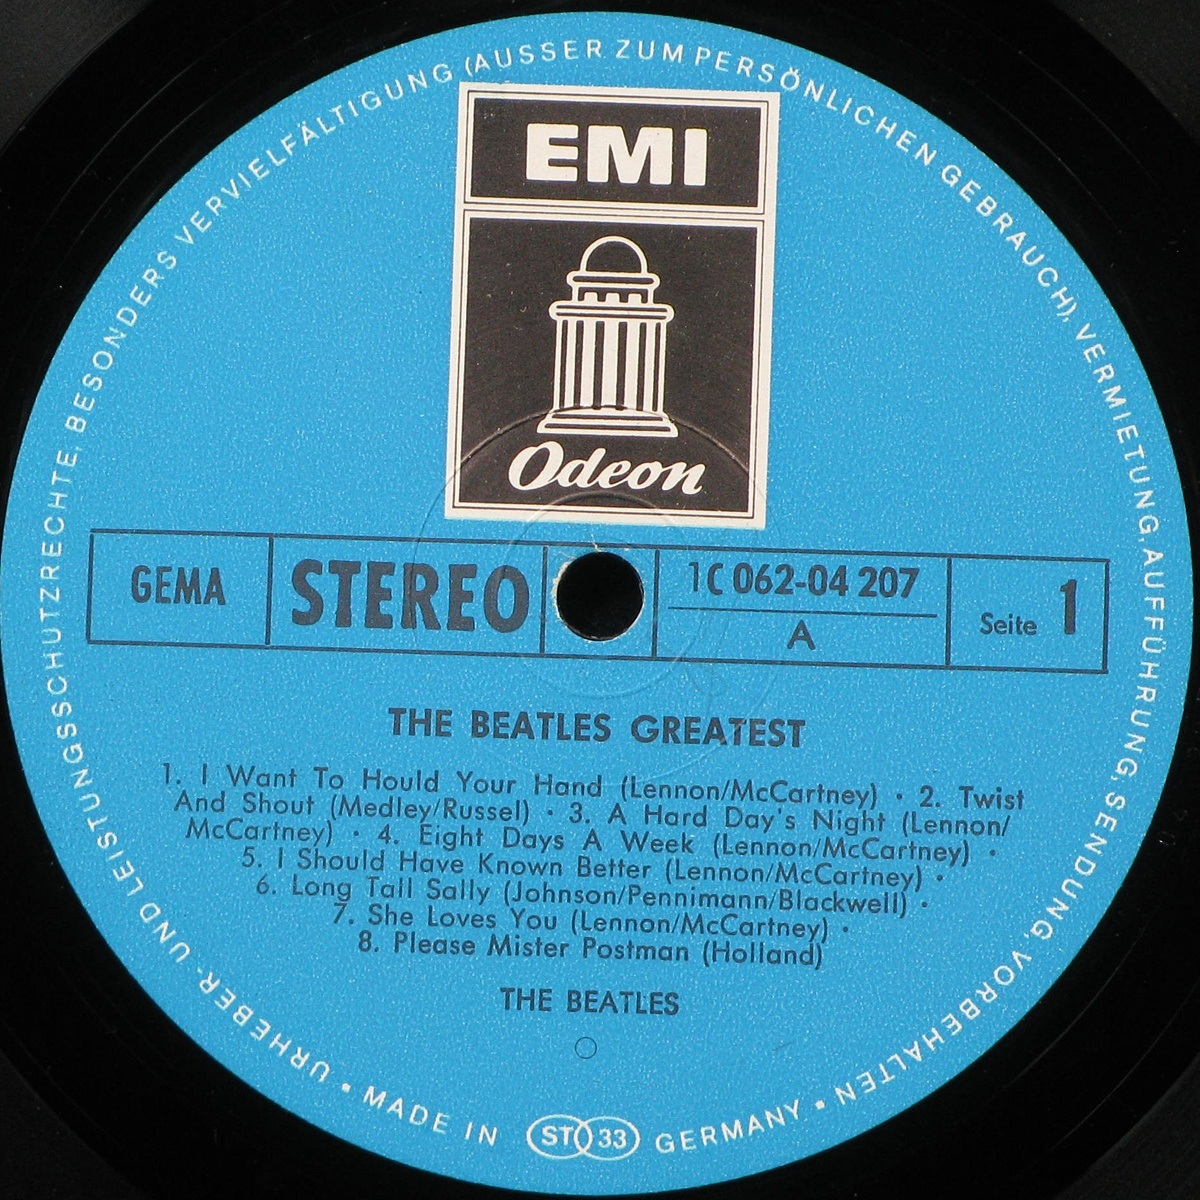 URHEBER- UND LEISTUNGSSCHUTZRECHTE, BESONDERS VERVIELFÄLTIGUNG (AUSSER ZUM PERSÖNLICHEN GEBRAUCH), VERMIETUNG, AUFFÜHRUNG, SENDUNG, VORBEHALTEN •
EMI
Odeon
GEMA
STEREO
1C 062-04 207
A
Seite 1
THE BEATLES GREATEST
1. I Want To Hould Your Hand (Lennon/McCartney) • 2. Twist
And Shout (Medley/Russel) • 3. A Hard Day's Night (Lennon/
McCartney) • 4. Eight Days A Week (Lennon/McCartney) •
5. I Should Have Known Better (Lennon/McCartney) •
6. Long Tall Sally (Johnson/Pennimann/Blackwell) •
7. She Loves You (Lennon/McCartney) •
8. Please Mister Postman (Holland)
THE BEATLES
• MADE IN ST 33 GERMANY